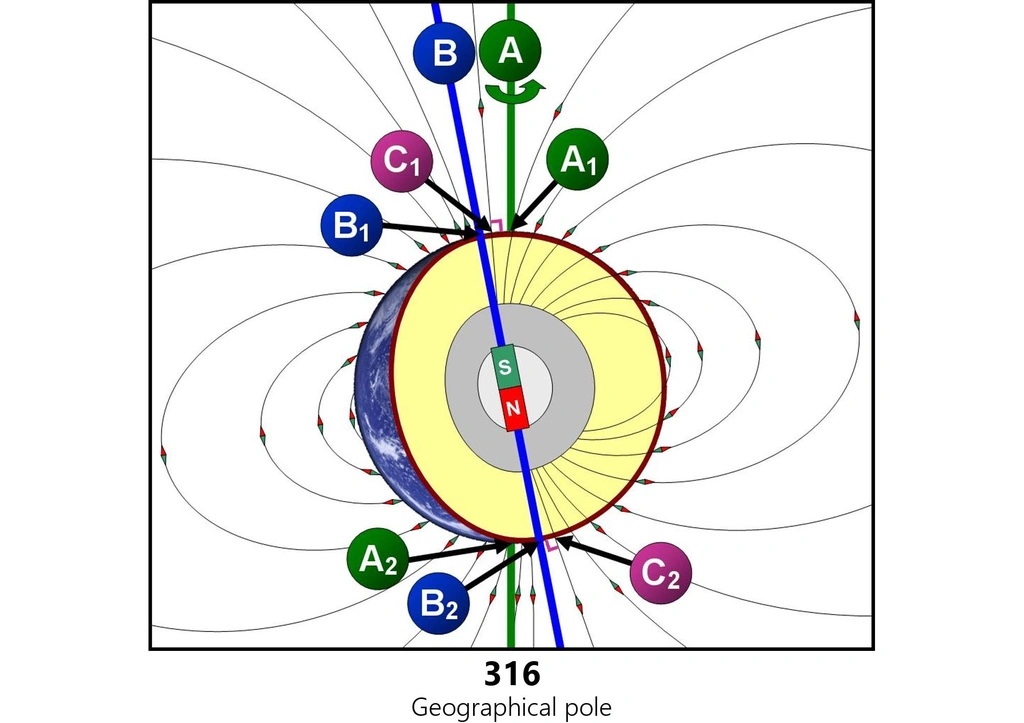 B
A
C₁
A₁
B₁
S
N
A₂
B₂
C₂
316
Geographical pole